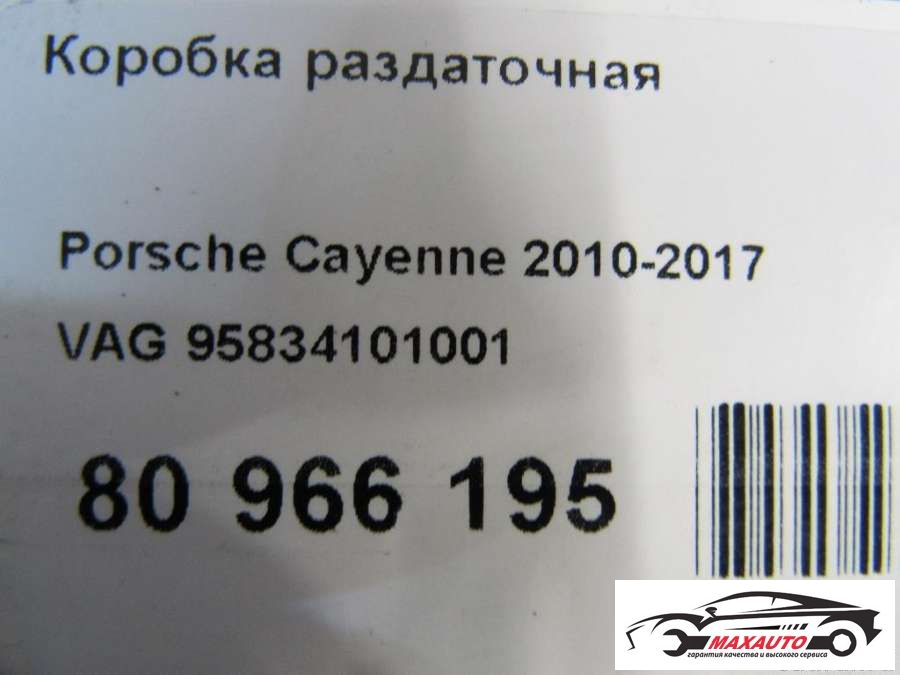 Коробка раздаточная
Porsche Cayenne 2010-2017
VAG 95834101001
80 966 195
MAXAUTO
гарантия качества и высокого сервиса